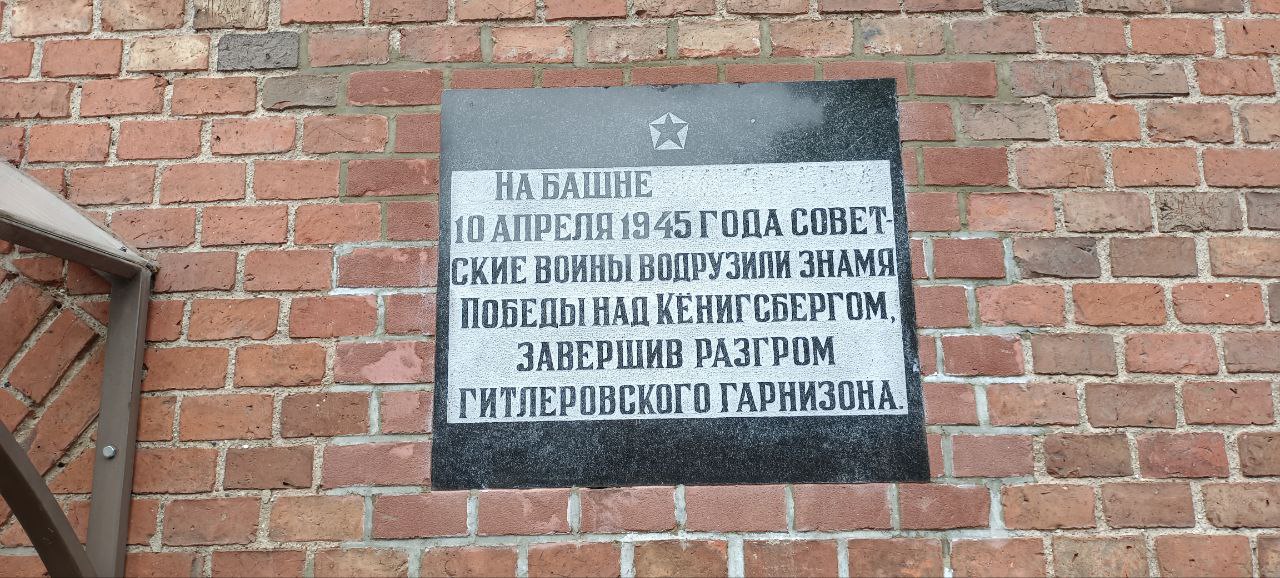 НА БАШНЕ
10 АПРЕЛЯ 1945 ГОДА СОВЕТ-
СКИЕ ВОИНЫ ВОДРУЗИЛИ ЗНАМЯ
ПОБЕДЫ НАД КЁНИГСБЕРГОМ,
ЗАВЕРШИВ РАЗГРОМ
ГИТЛЕРОВСКОГО ГАРНИЗОНА.